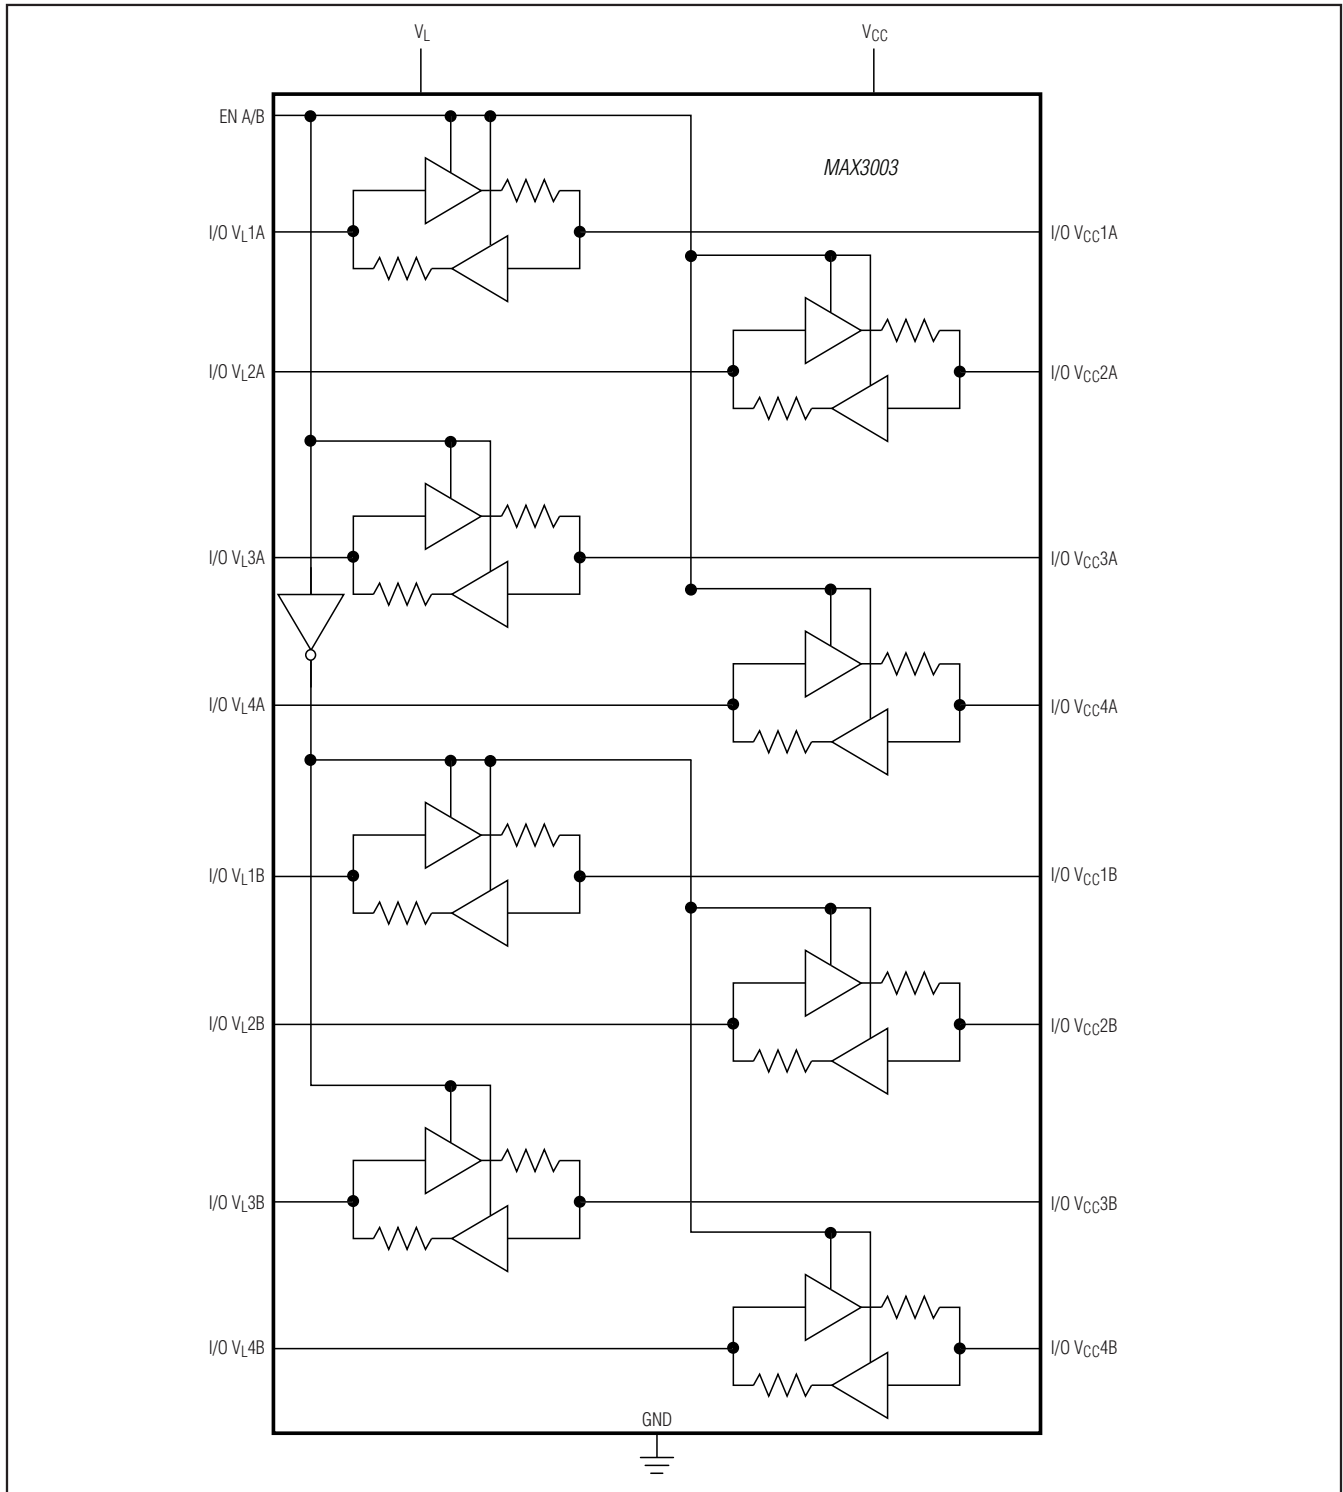 VL VCC
EN A/B
MAX3003
I/O VL1A I/O VCC1A
I/O VL2A I/O VCC2A
I/O VL3A I/O VCC3A
I/O VL4A I/O VCC4A
I/O VL1B I/O VCC1B
I/O VL2B I/O VCC2B
I/O VL3B I/O VCC3B
I/O VL4B I/O VCC4B
GND